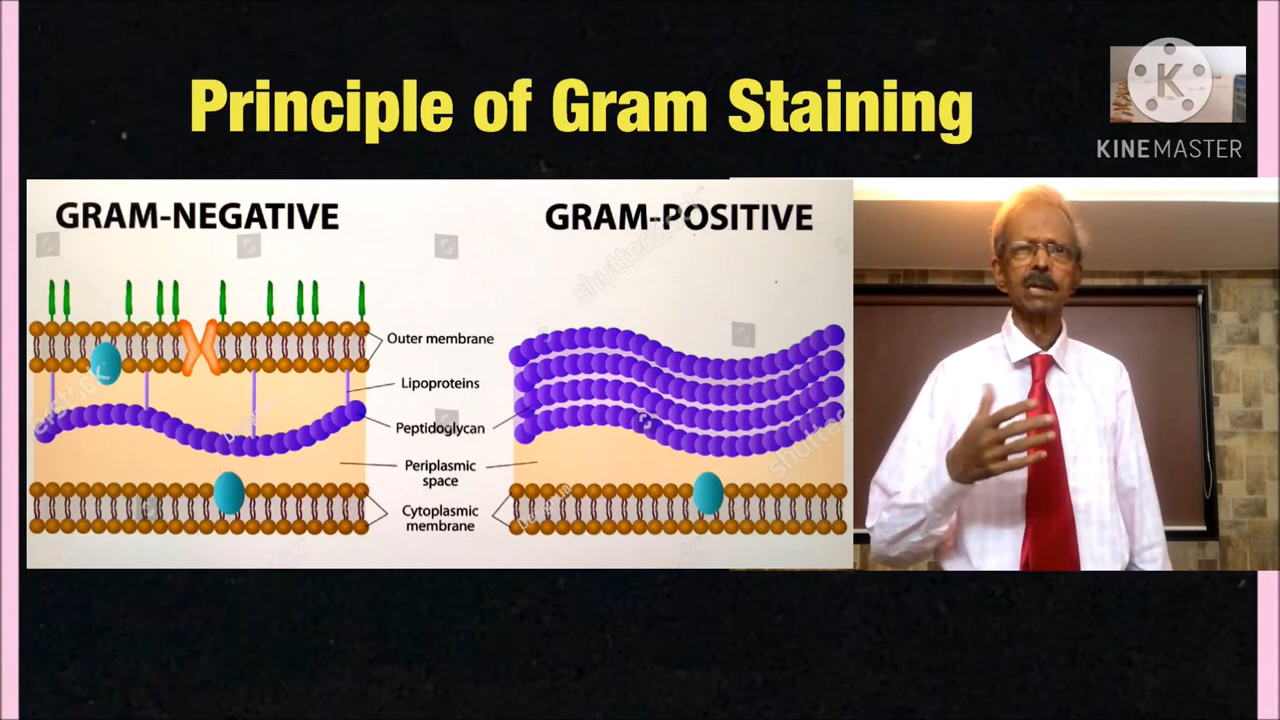 Principle of Gram Staining
KINEMASTER
GRAM-NEGATIVE
GRAM-POSITIVE
Outer membrane
Lipoproteins
Peptidoglycan
Periplasmic
space
Cytoplasmic
membrane